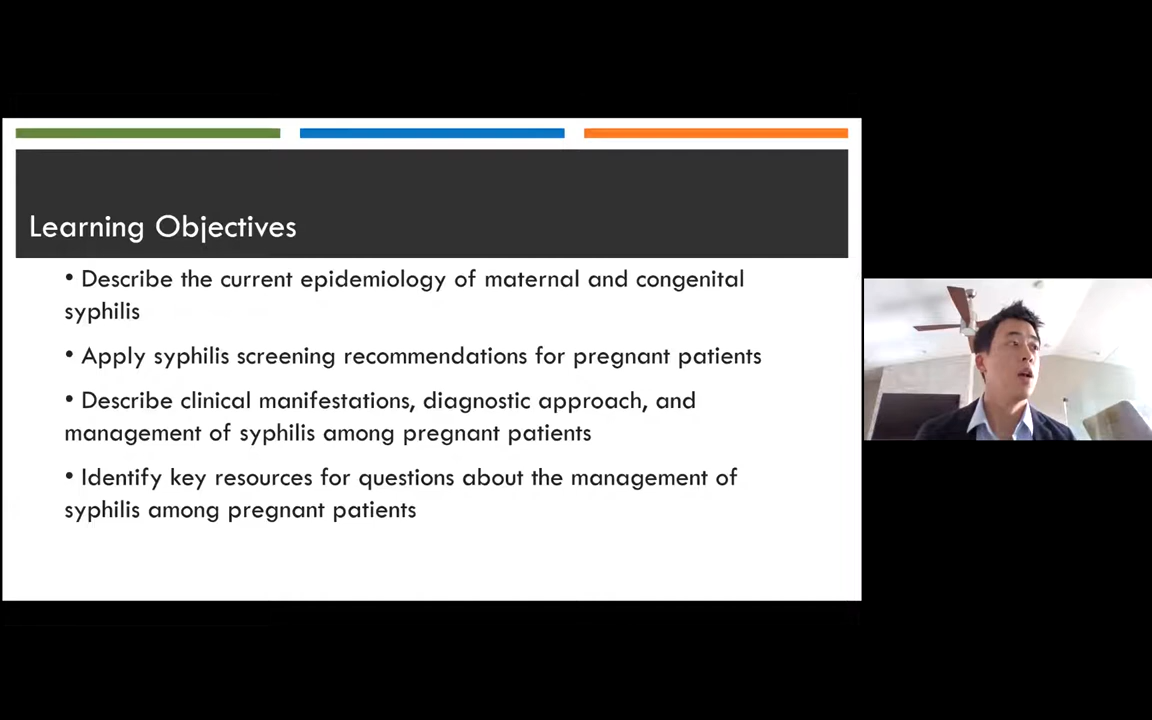 Learning Objectives
• Describe the current epidemiology of maternal and congenital
syphilis
• Apply syphilis screening recommendations for pregnant patients
• Describe clinical manifestations, diagnostic approach, and
management of syphilis among pregnant patients
• Identify key resources for questions about the management of
syphilis among pregnant patients